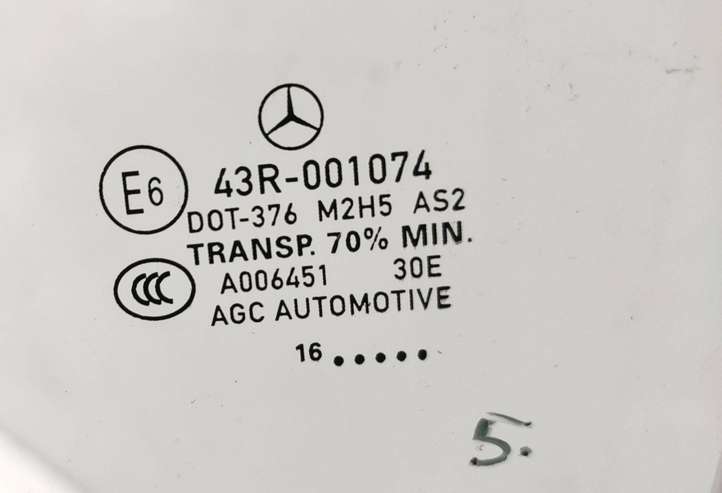 43R-001074
E6
DOT-376 M2H5 AS2
TRANSP. 70% MIN.
CCC
A006451 30E
AGC AUTOMOTIVE
16.....
5.